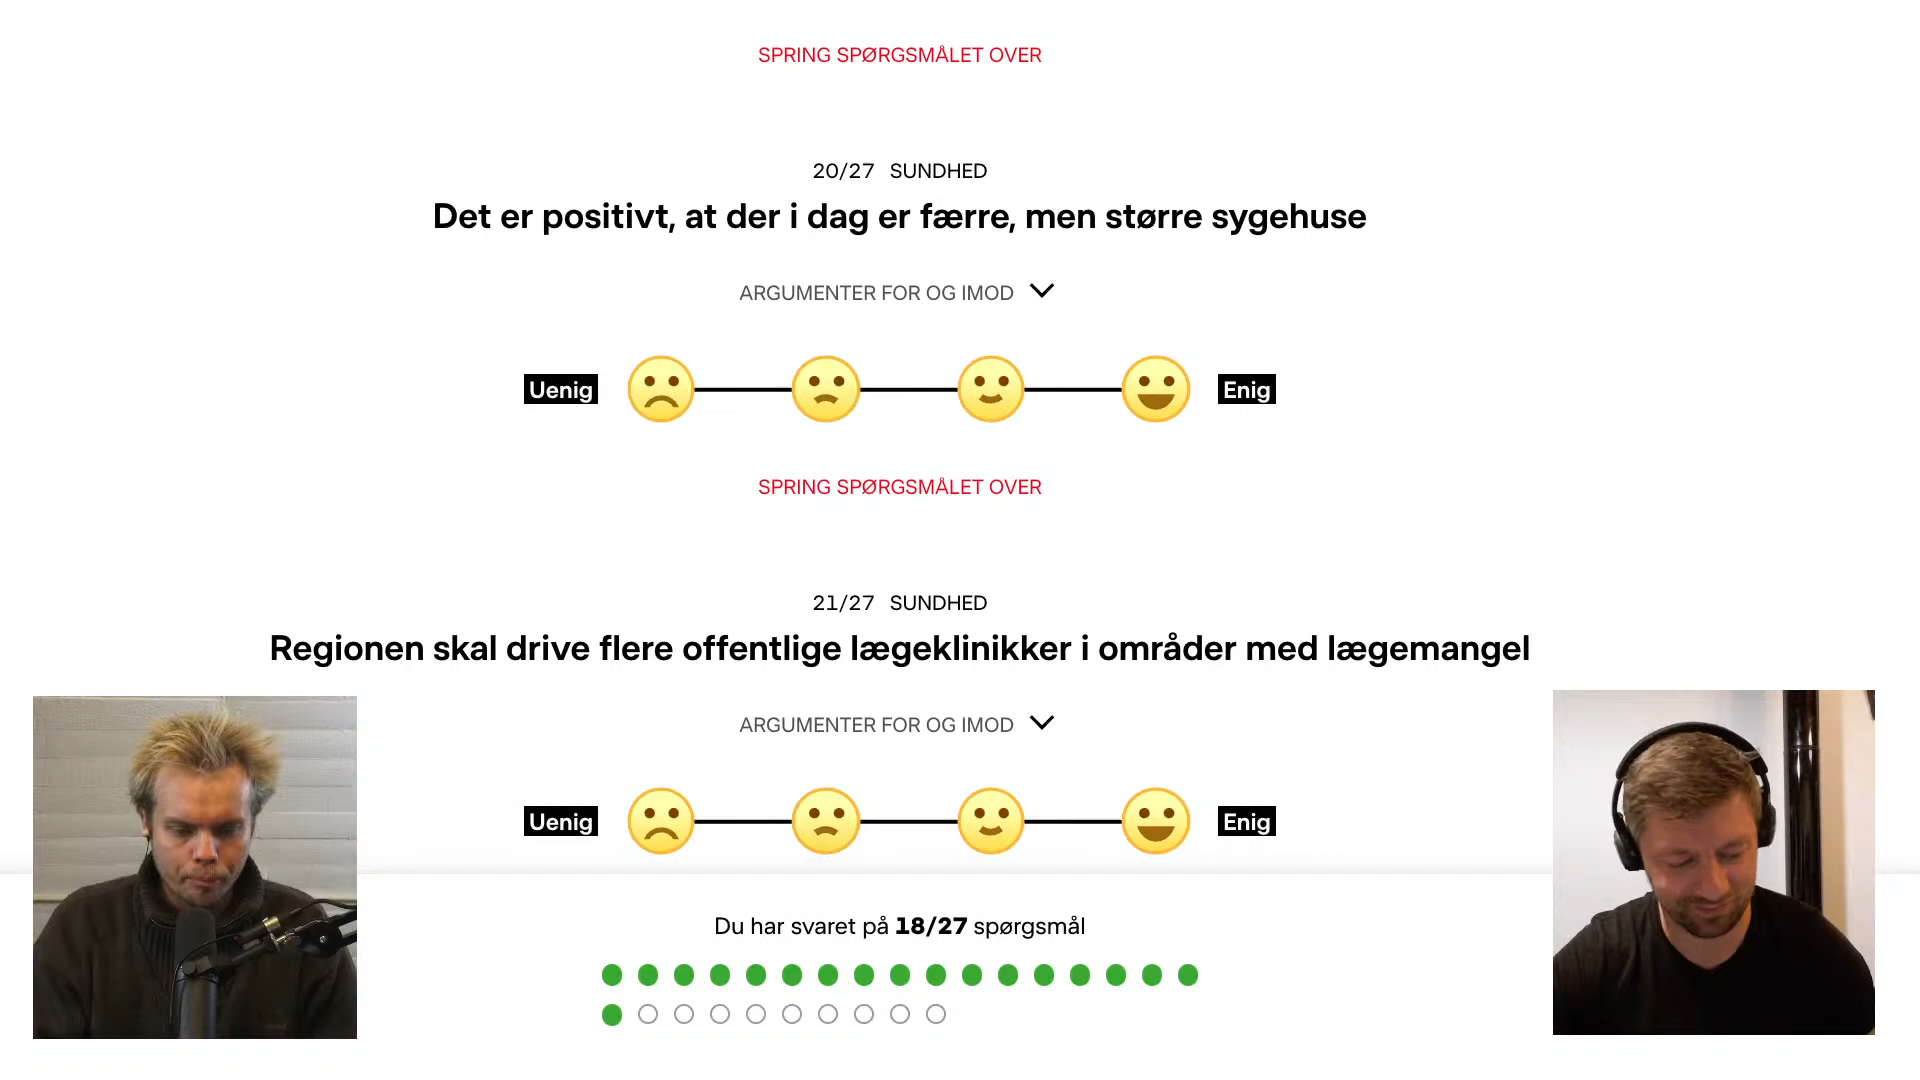 SPRING SPØRGSMÅLET OVER
20/27 SUNDHED
Det er positivt, at der i dag er færre, men større sygehuse
ARGUMENTER FOR OG IMOD
Uenig
Enig
SPRING SPØRGSMÅLET OVER
21/27 SUNDHED
Regionen skal drive flere offentlige lægeklinikker i områder med lægemangel
ARGUMENTER FOR OG IMOD
Uenig
Enig
Du har svaret på 18/27 spørgsmål